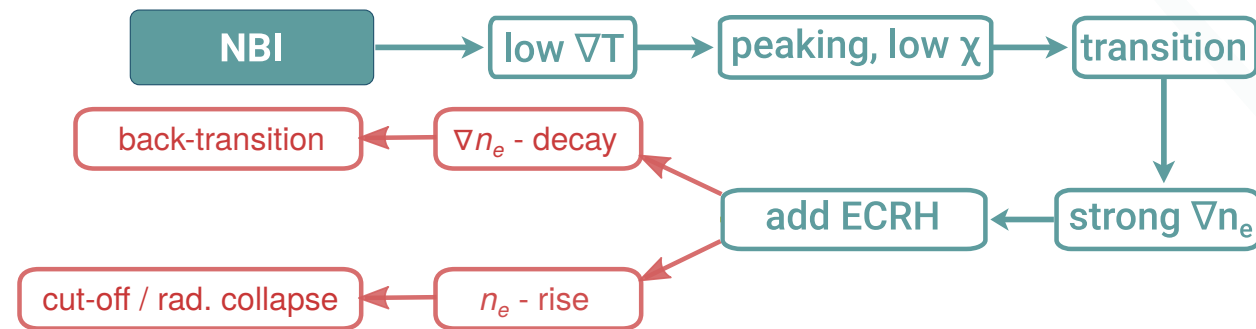 NBI
low ∇T
peaking, low χ
transition
strong ∇nₑ
add ECRH
∇nₑ - decay
back-transition
nₑ - rise
cut-off / rad. collapse